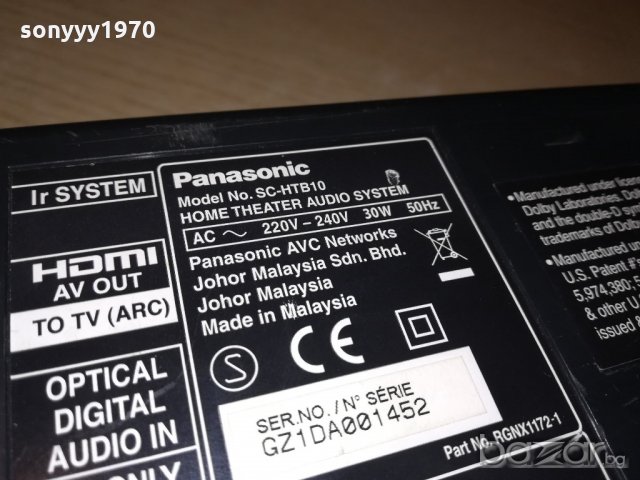 sonyyy1970
Ir SYSTEM
HDMI
AV OUT
TO TV (ARC)
OPTICAL
DIGITAL
AUDIO IN
ONLY
Panasonic
Model No. SC-HTB10
HOME THEATER AUDIO SYSTEM
AC ~ 220V – 240V 30W 50Hz
Panasonic AVC Networks
Johor Malaysia Sdn. Bhd.
Johor Malaysia
Made in Malaysia
S
CE
SER.NO. / N° SÉRIE
GZ1DA001452
Part No. RGNX1172-1
•Manufactured under
Dolby Laboratories.
and the double-D
trademarks of
•Manufactured
U.S. Patent
5,974,380;
& other
issued &
bazar.bg